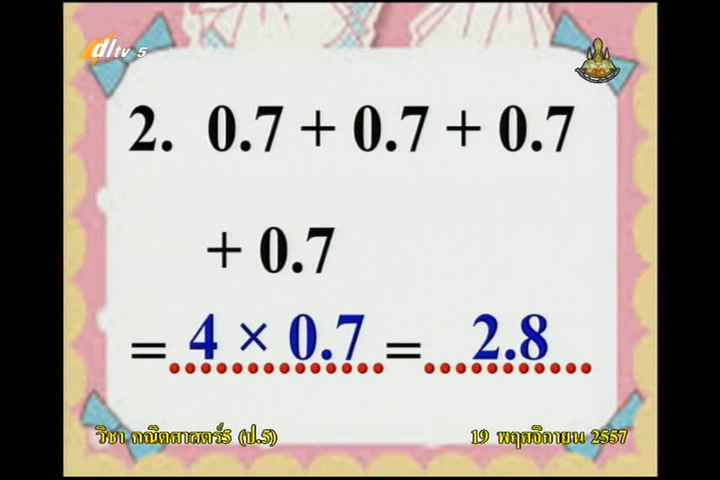 dltv 5
2. 0.7 + 0.7 + 0.7
+ 0.7
= 4 × 0.7 = 2.8
วิชา คณิตศาสตร์5 (ป.5)
19 พฤศจิกายน 2557